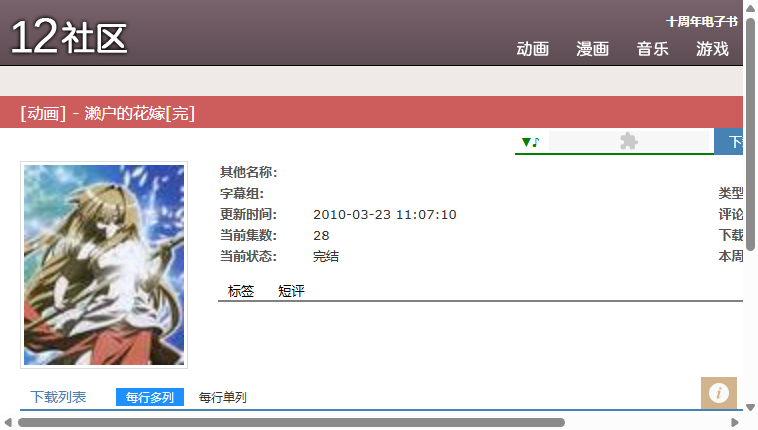 十周年电子书
12社区
动画 漫画 音乐 游戏
[动画] - 濑户的花嫁[完]
▼♪
其他名称:
字幕组: 类型
更新时间: 2010-03-23 11:07:10 评论
当前集数: 28 下载
当前状态: 完结 本周
标签 短评
下载列表 每行多列 每行单列